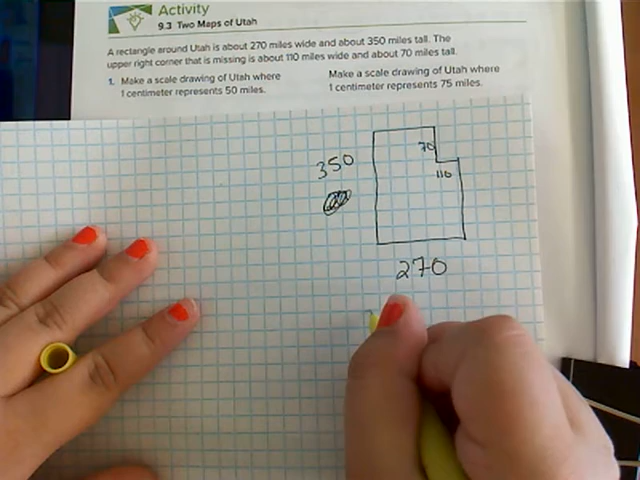 Activity
9.3 Two Maps of Utah
A rectangle around Utah is about 270 miles wide and about 350 miles tall. The
upper right corner that is missing is about 110 miles wide and about 70 miles tall.
1. Make a scale drawing of Utah where
1 centimeter represents 50 miles.
Make a scale drawing of Utah where
1 centimeter represents 75 miles.
70
350
110
270